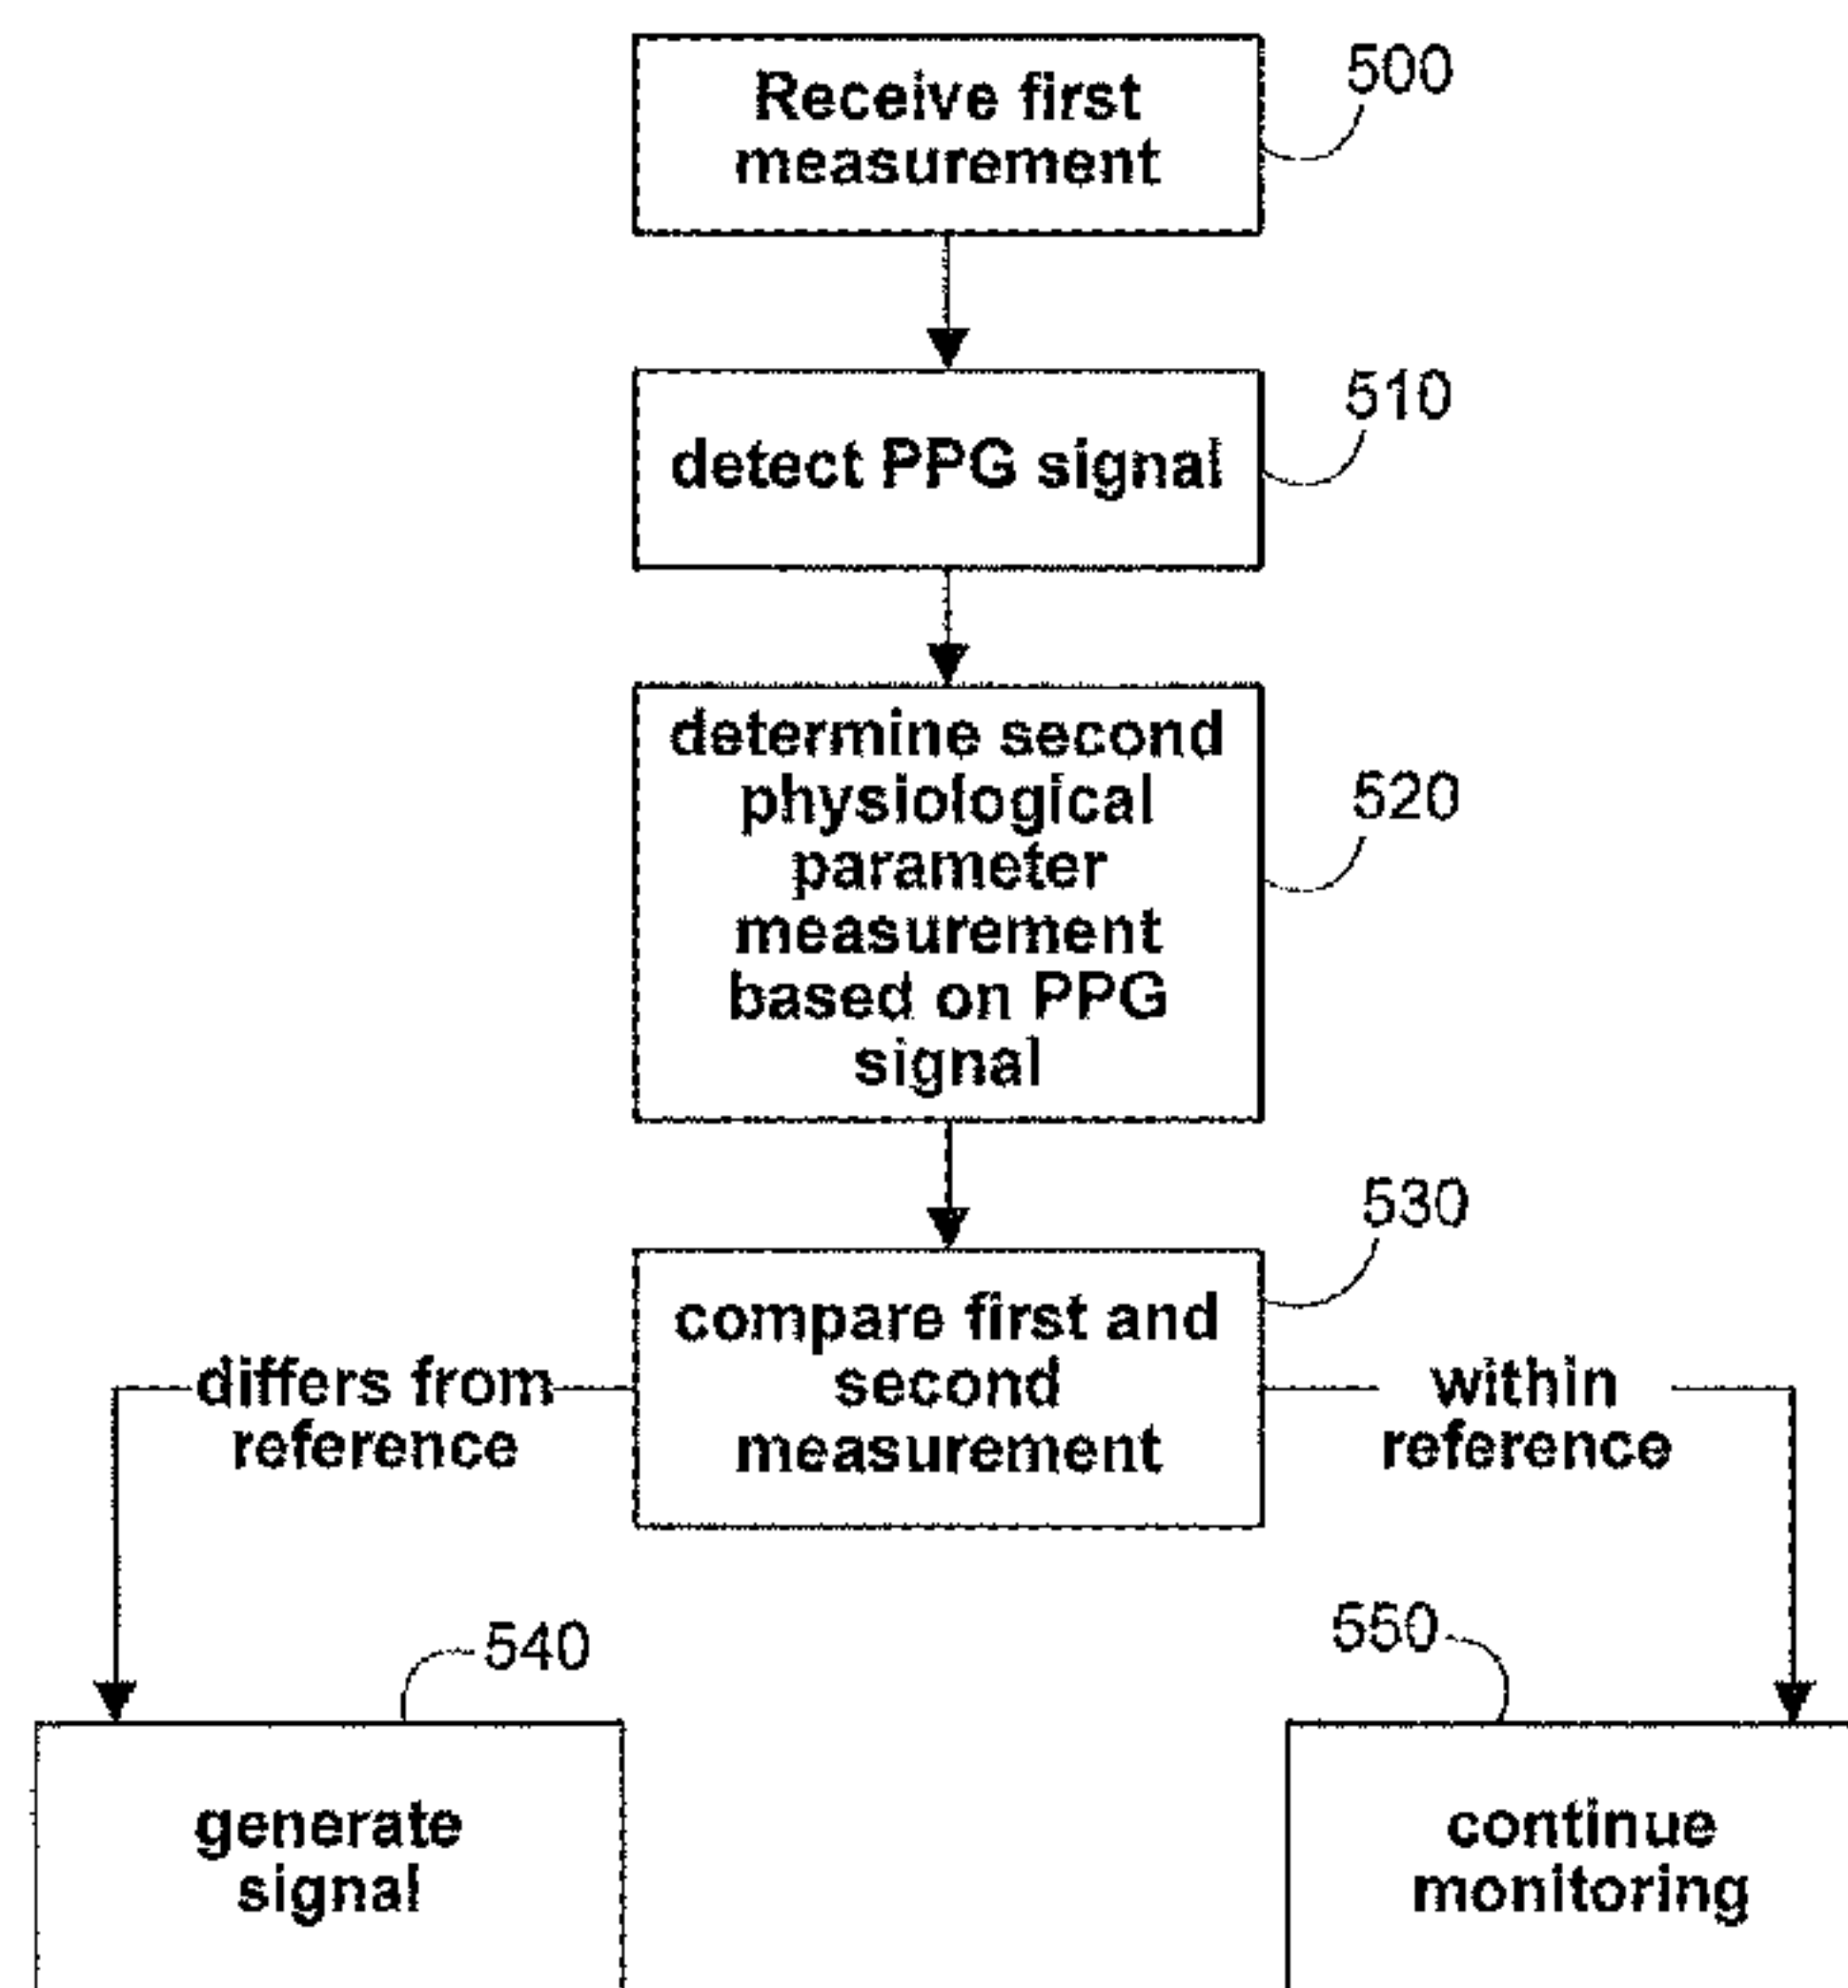 Receive first
measurement
500
detect PPG signal
510
determine second
physiological
parameter
measurement
based on PPG
signal
520
530
compare first and
second
measurement
differs from
reference
within
reference
540
550
generate
signal
continue
monitoring